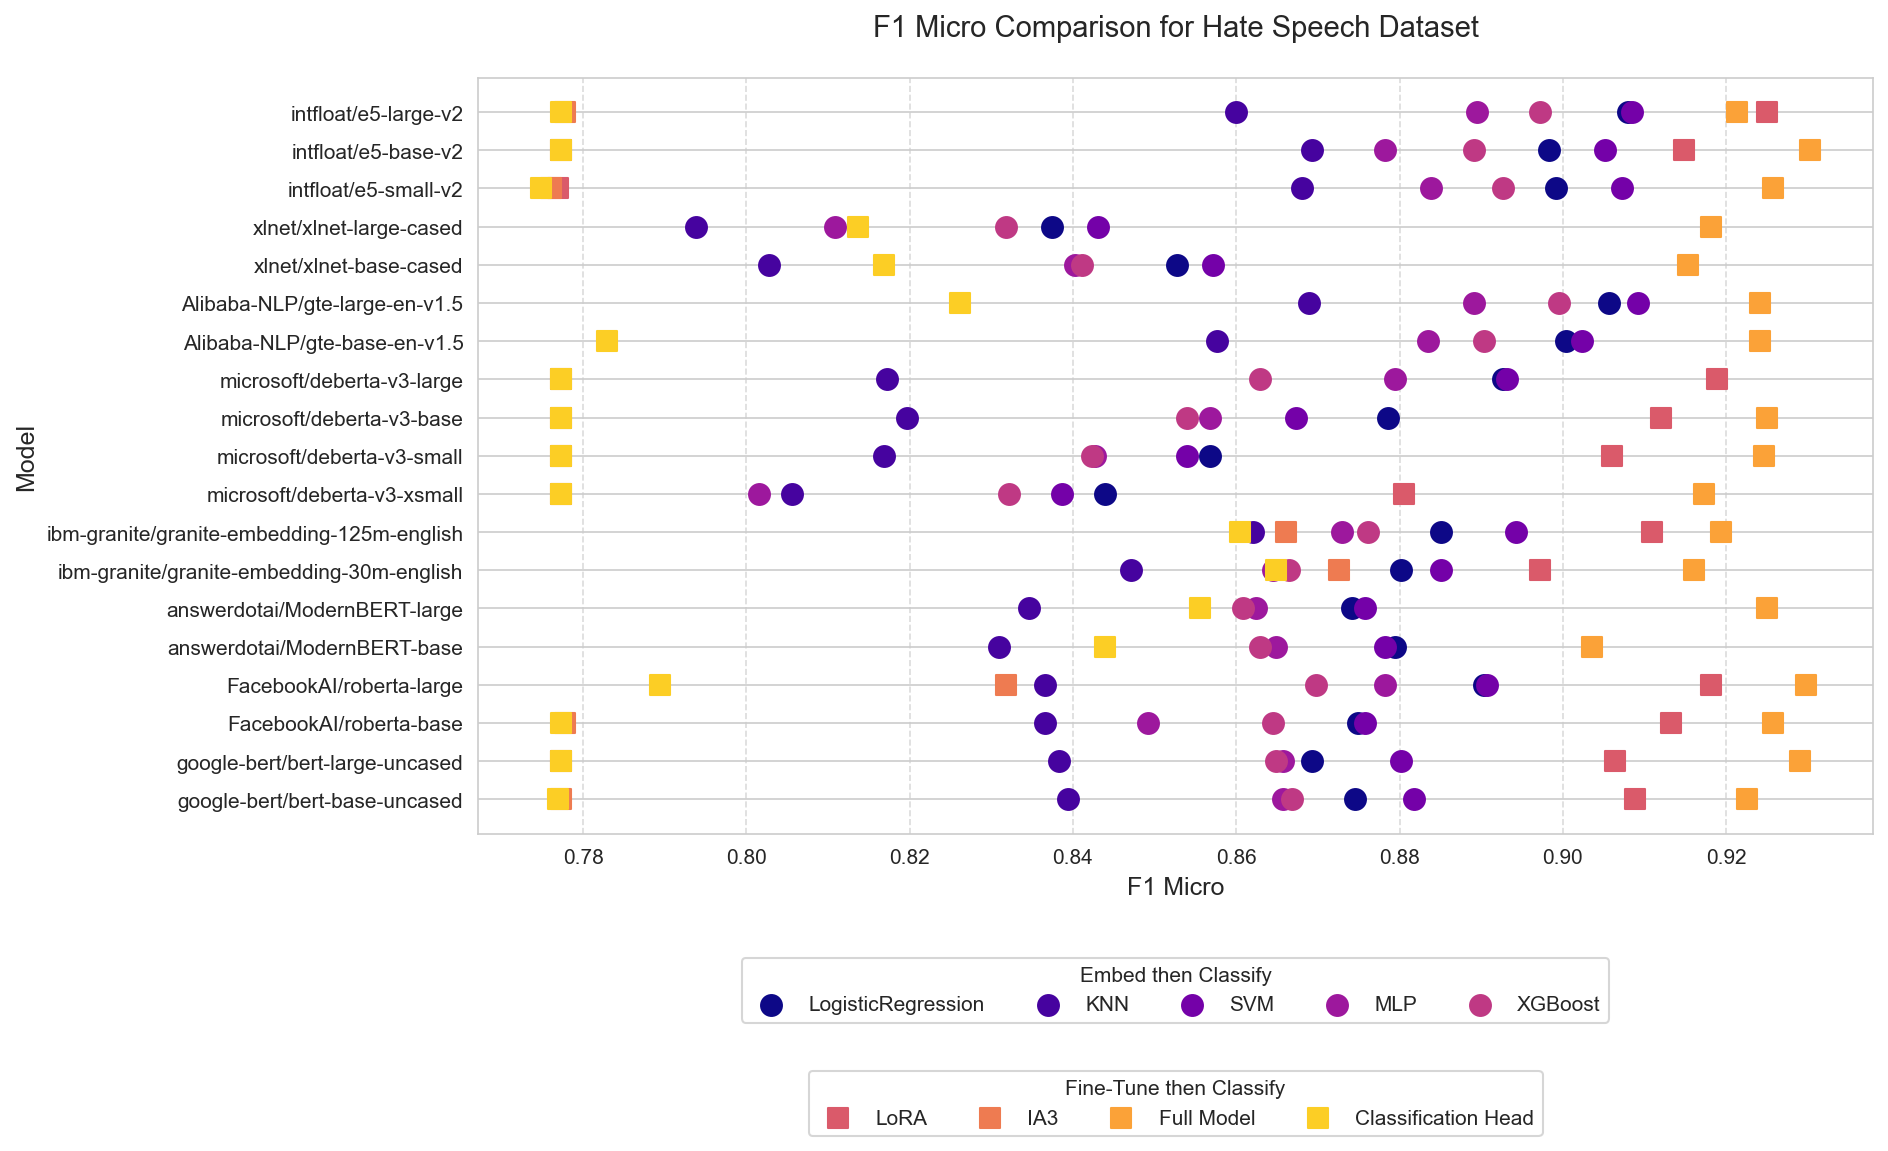 F1 Micro Comparison for Hate Speech Dataset
Model
intfloat/e5-large-v2
intfloat/e5-base-v2
intfloat/e5-small-v2
xlnet/xlnet-large-cased
xlnet/xlnet-base-cased
Alibaba-NLP/gte-large-en-v1.5
Alibaba-NLP/gte-base-en-v1.5
microsoft/deberta-v3-large
microsoft/deberta-v3-base
microsoft/deberta-v3-small
microsoft/deberta-v3-xsmall
ibm-granite/granite-embedding-125m-english
ibm-granite/granite-embedding-30m-english
answerdotai/ModernBERT-large
answerdotai/ModernBERT-base
FacebookAI/roberta-large
FacebookAI/roberta-base
google-bert/bert-large-uncased
google-bert/bert-base-uncased
0.78 0.80 0.82 0.84 0.86 0.88 0.90 0.92
F1 Micro
Embed then Classify
LogisticRegression KNN SVM MLP XGBoost
Fine-Tune then Classify
LoRA IA3 Full Model Classification Head